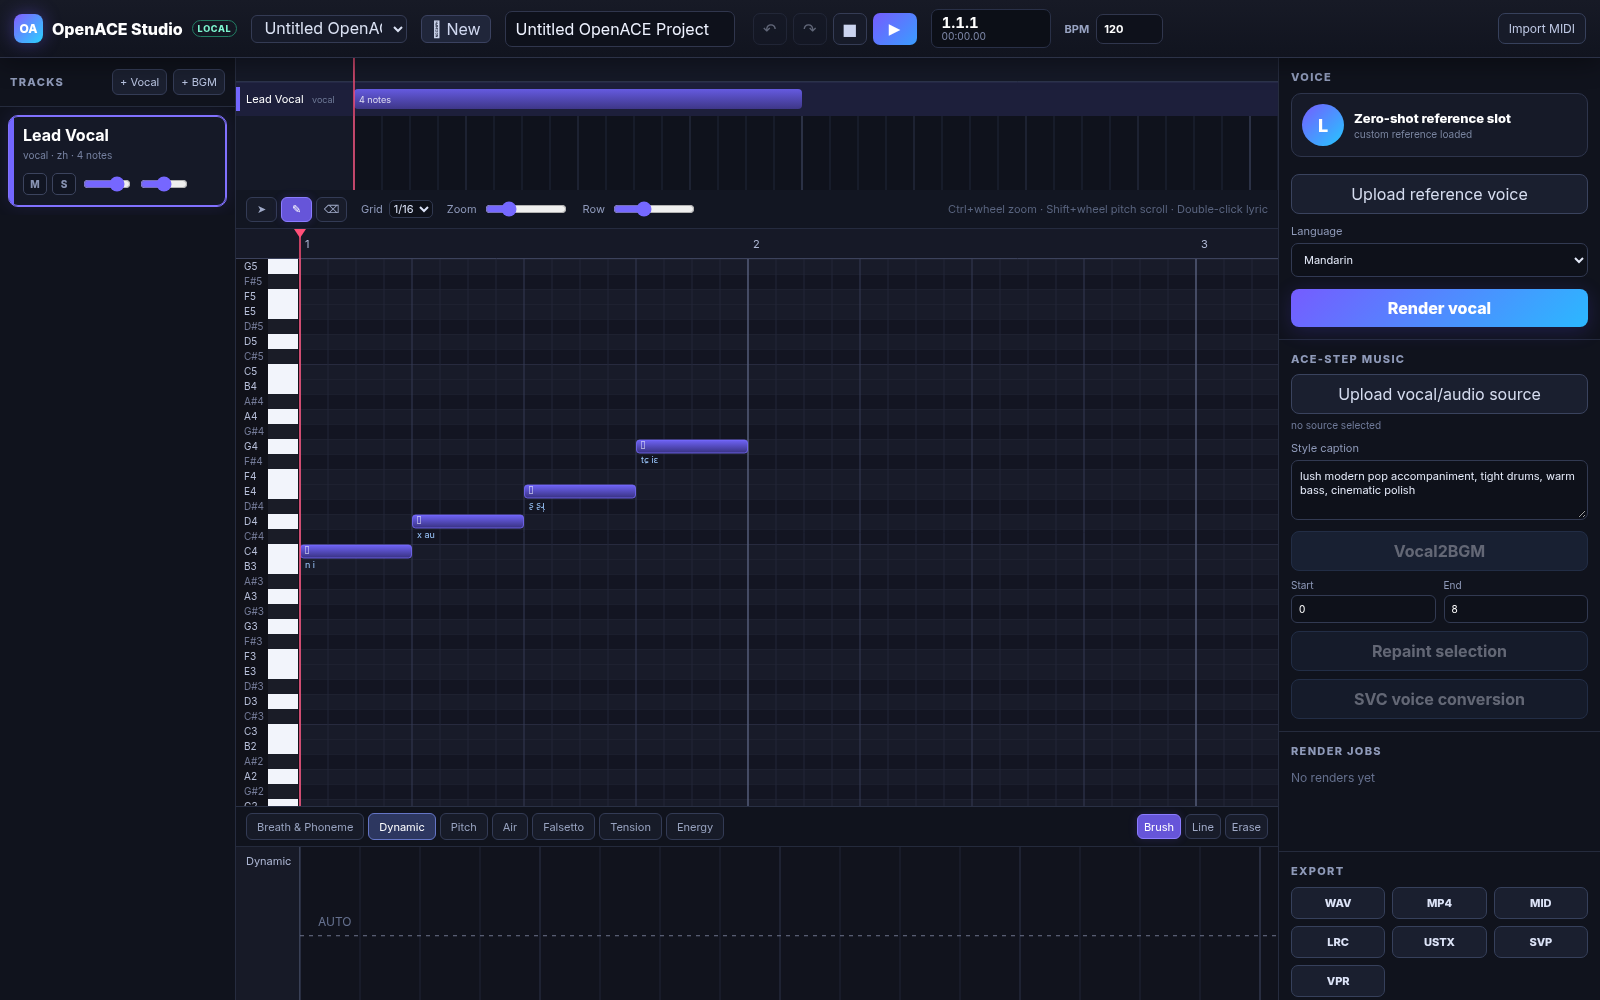 OA OpenACE Studio LOCAL Untitled OpenAC New Untitled OpenACE Project 1.1.1 00:00.00 BPM 120 Import MIDI
TRACKS + Vocal + BGM
Lead Vocal
vocal · zh · 4 notes
M S
Lead Vocal vocal 4 notes
Grid 1/16 Zoom Row Ctrl+wheel zoom · Shift+wheel pitch scroll · Double-click lyric
1 2 3
G5
F#5
F5
E5
D#5
D5
C#5
C5
B4
A#4
A4
G#4
G4
F#4 tɕ iɛ
F4
E4
D#4
D4
C#4 x au
C4
B3 n i
A#3
A3
G#3
G3
F#3
F3
E3
D#3
D3
C#3
C3
B2
A#2
A2
G#2
G2
Breath & Phoneme Dynamic Pitch Air Falsetto Tension Energy Brush Line Erase
Dynamic
AUTO
VOICE
L Zero-shot reference slot
custom reference loaded
Upload reference voice
Language
Mandarin
Render vocal
ACE-STEP MUSIC
Upload vocal/audio source
no source selected
Style caption
lush modern pop accompaniment, tight drums, warm
bass, cinematic polish
Vocal2BGM
Start End
0 8
Repaint selection
SVC voice conversion
RENDER JOBS
No renders yet
EXPORT
WAV MP4 MID
LRC USTX SVP
VPR